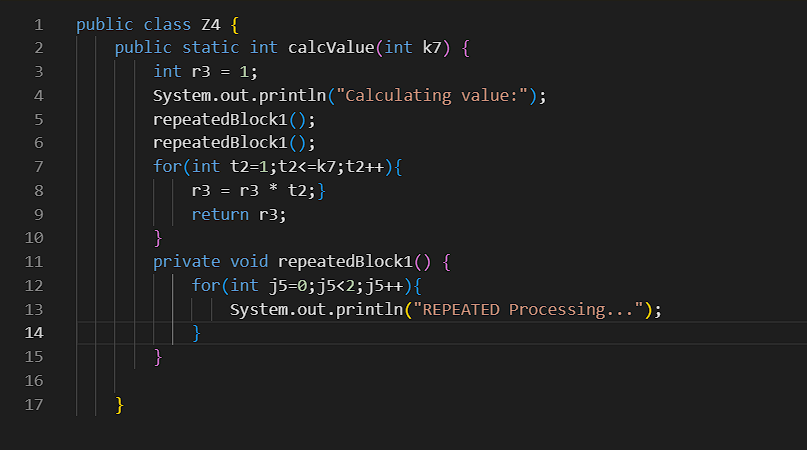 1 public class Z4 {
2 public static int calcValue(int k7) {
3 int r3 = 1;
4 System.out.println("Calculating value:");
5 repeatedBlock1();
6 repeatedBlock1();
7 for(int t2=1;t2<=k7;t2++){
8 r3 = r3 * t2;}
9 return r3;
10 }
11 private void repeatedBlock1() {
12 for(int j5=0;j5<2;j5++){
13 System.out.println("REPEATED Processing...");
14 }
15 }
16
17 }